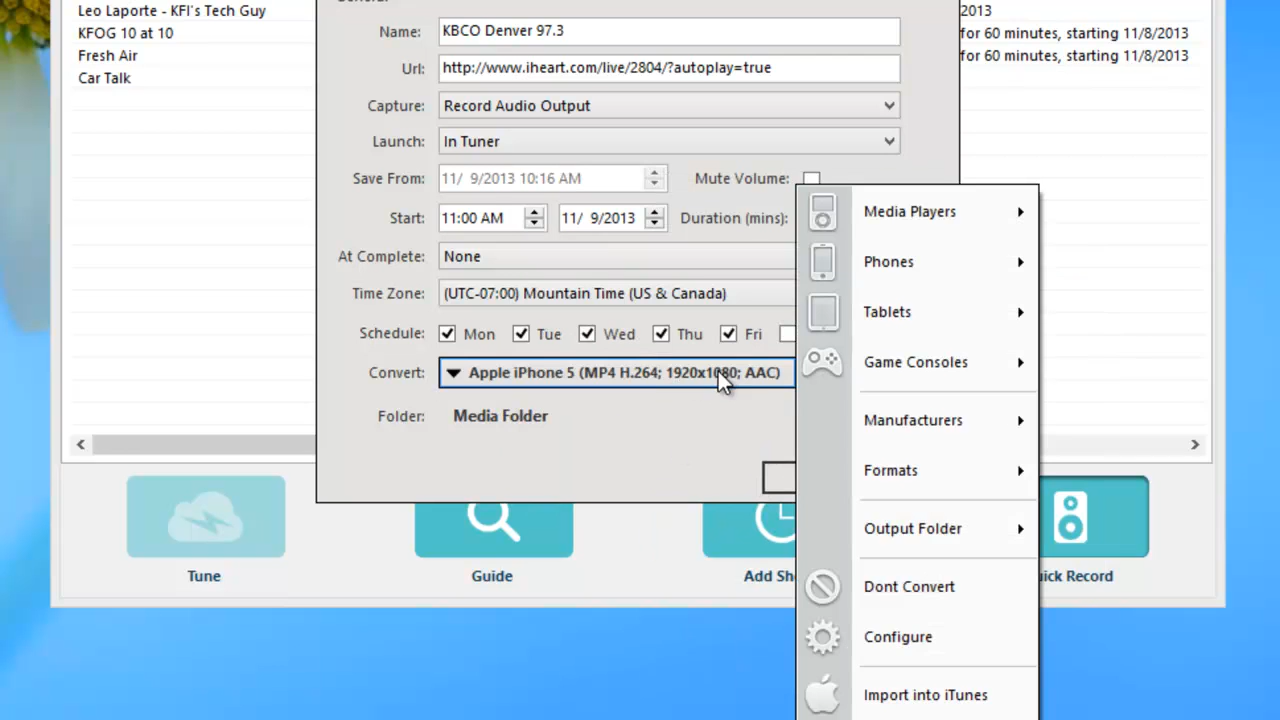 Leo Laporte - KFI's Tech Guy
KFOG 10 at 10
Fresh Air
Car Talk
2013
for 60 minutes, starting 11/8/2013
for 60 minutes, starting 11/8/2013
Name: KBCO Denver 97.3
Url: http://www.iheart.com/live/2804/?autoplay=true
Capture: Record Audio Output
Launch: In Tuner
Save From: 11/ 9/2013 10:16 AM Mute Volume:
Start: 11:00 AM 11/ 9/2013 Duration (mins):
At Complete: None
Time Zone: (UTC-07:00) Mountain Time (US & Canada)
Schedule: Mon Tue Wed Thu Fri
Convert: Apple iPhone 5 (MP4 H.264; 1920x1080; AAC)
Folder: Media Folder
Media Players
Phones
Tablets
Game Consoles
Manufacturers
Formats
Output Folder
Dont Convert
Configure
Import into iTunes
Tune
Guide
Add Sh
uick Record